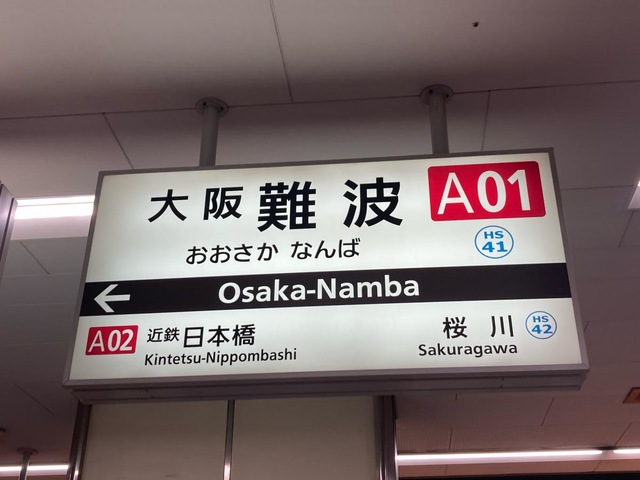 大阪難波 A01
おおさか なんば HS 41
Osaka-Namba
A02 近鉄日本橋 桜川 HS 42
Kintetsu-Nippombashi Sakuragawa